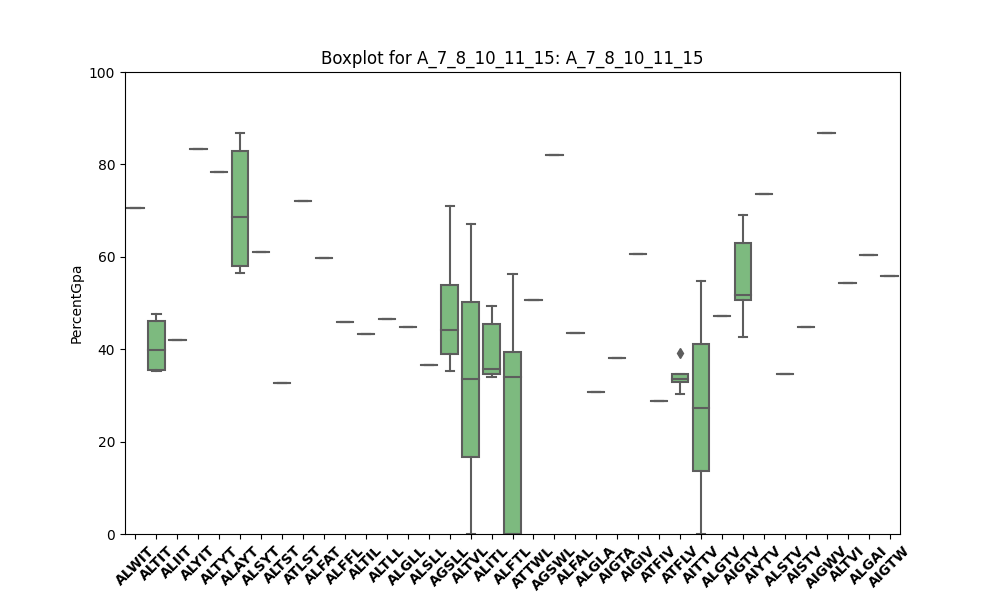 Boxplot for A_7_8_10_11_15: A_7_8_10_11_15
PercentGpa
100
80
60
40
20
0
ALWIT
ALTIT
ALIIT
ALYIT
ALTYT
ALAYT
ALSYT
ALTST
ATLST
ALFAT
ALFFL
ALTIL
ALTLL
ALGLL
ALSLL
AGSLL
ALTVL
ALITL
ALFTL
ATTWL
AGSWL
ALFAL
ALGLA
AIGTA
AIGIV
ATFIV
ATFLV
AITTV
ALGTV
AIGTV
AIYTV
ALSTV
AISTV
AIGWV
ALTVI
ALGAI
AIGTW